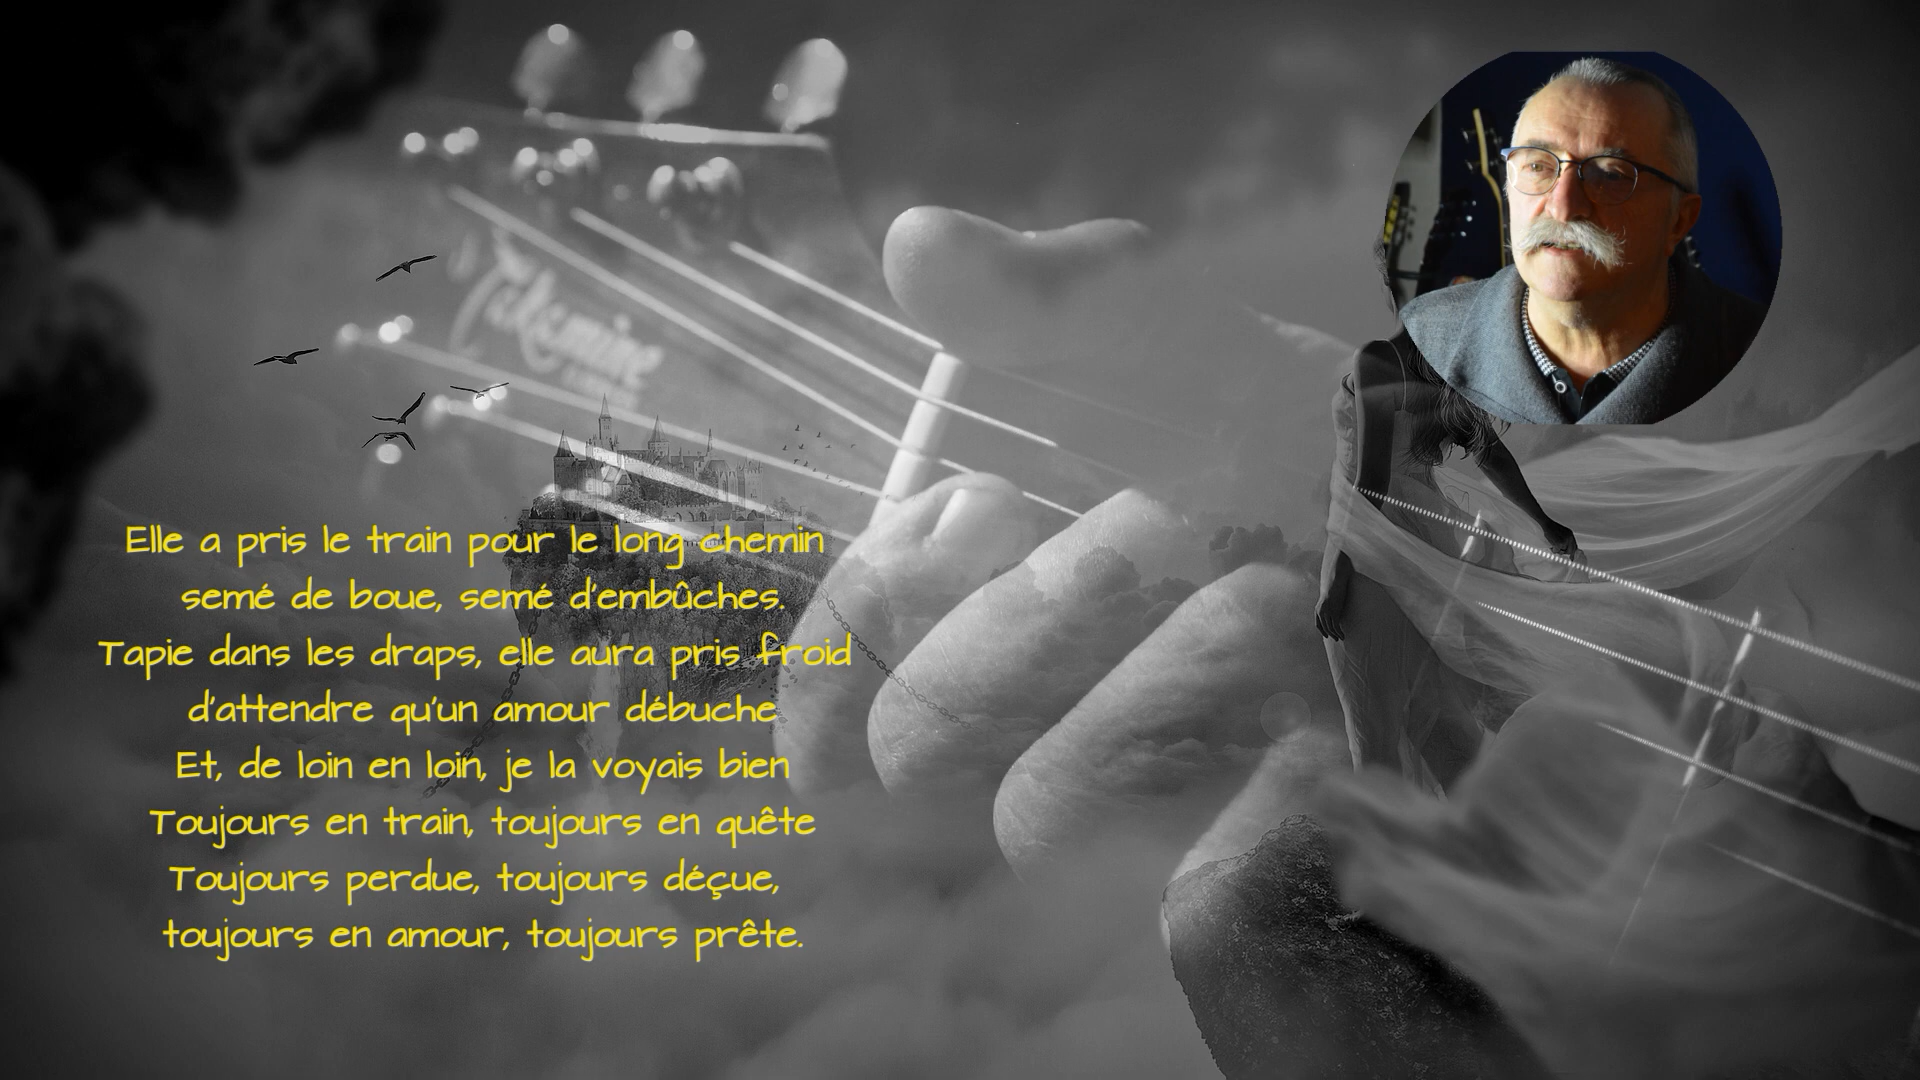 Takamine
Elle a pris le train pour le long chemin
semé de boue, semé d'embûches.
Tapie dans les draps, elle aura pris froid
d'attendre qu'un amour débuche
Et, de loin en loin, je la voyais bien
Toujours en train, toujours en quête
Toujours perdue, toujours déçue,
toujours en amour, toujours prête.